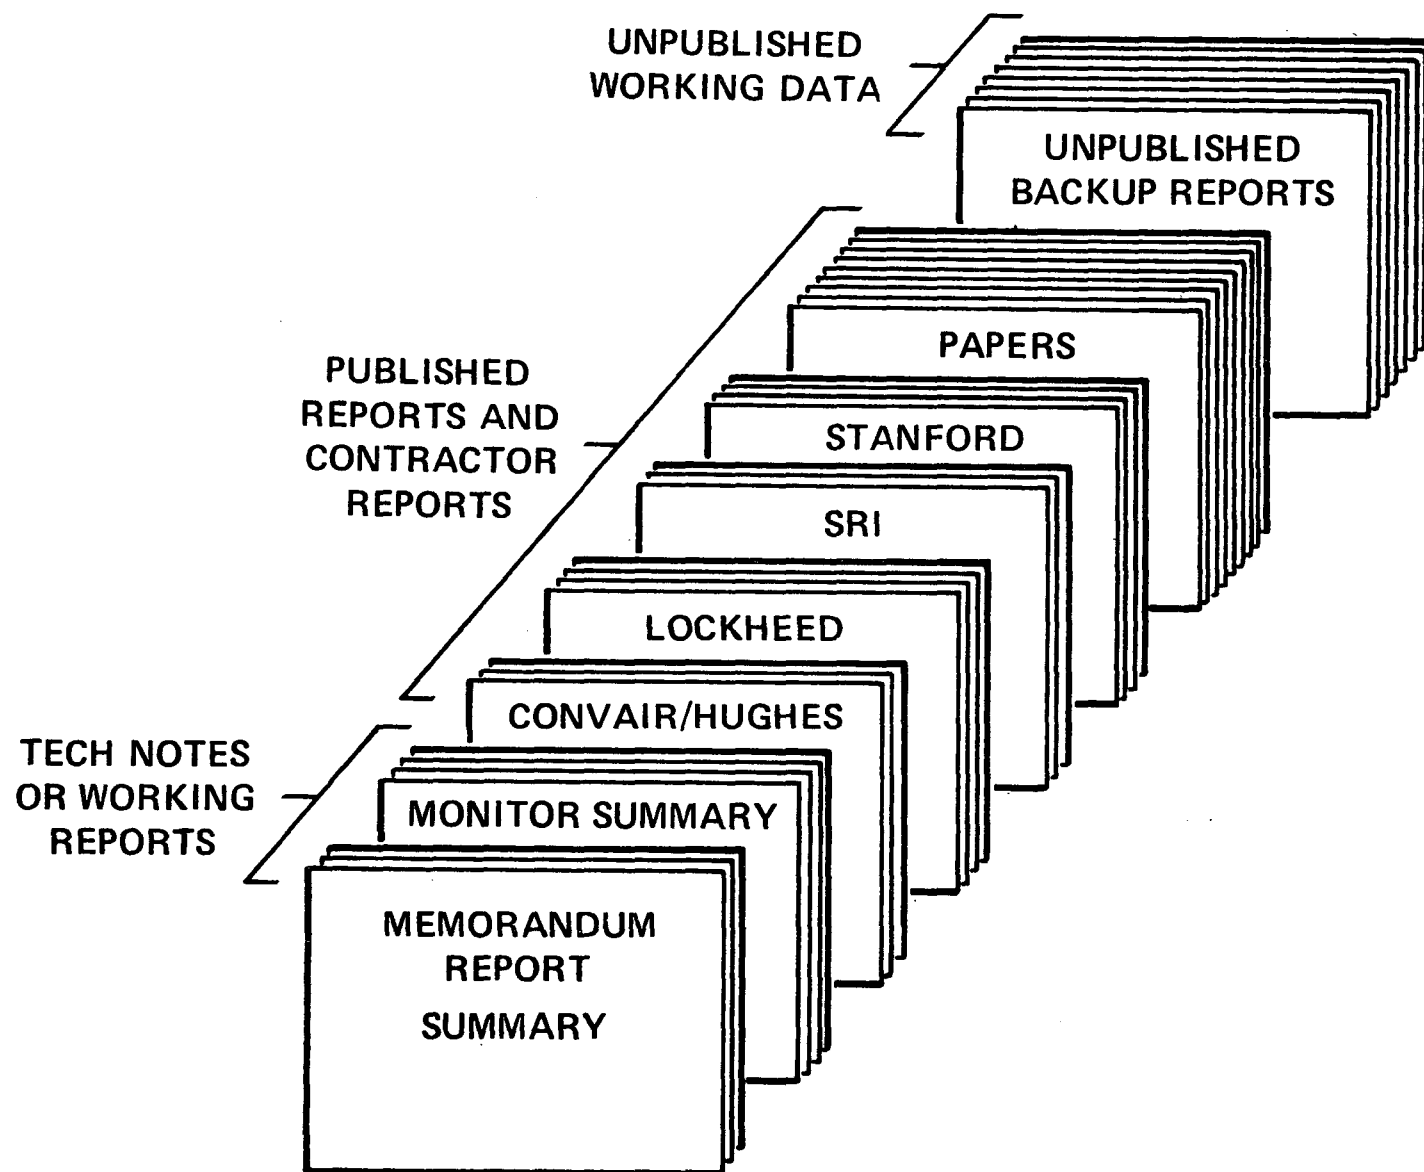 UNPUBLISHED
WORKING DATA
UNPUBLISHED
BACKUP REPORTS
PUBLISHED
REPORTS AND
CONTRACTOR
REPORTS
PAPERS
STANFORD
SRI
LOCKHEED
CONVAIR/HUGHES
TECH NOTES
OR WORKING
REPORTS
MONITOR SUMMARY
MEMORANDUM
REPORT
SUMMARY